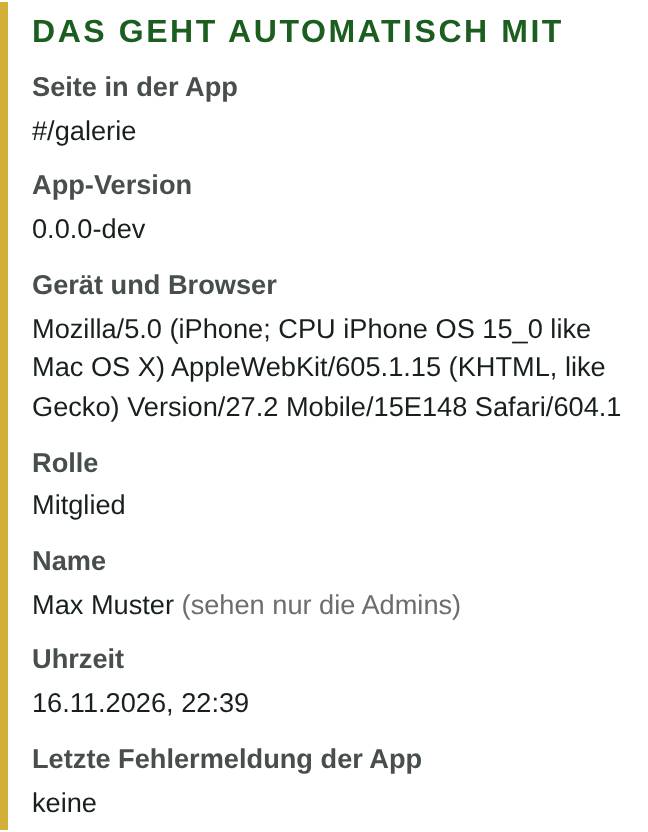 DAS GEHT AUTOMATISCH MIT
Seite in der App
#/galerie
App-Version
0.0.0-dev
Gerät und Browser
Mozilla/5.0 (iPhone; CPU iPhone OS 15_0 like
Mac OS X) AppleWebKit/605.1.15 (KHTML, like
Gecko) Version/27.2 Mobile/15E148 Safari/604.1
Rolle
Mitglied
Name
Max Muster (sehen nur die Admins)
Uhrzeit
16.11.2026, 22:39
Letzte Fehlermeldung der App
keine